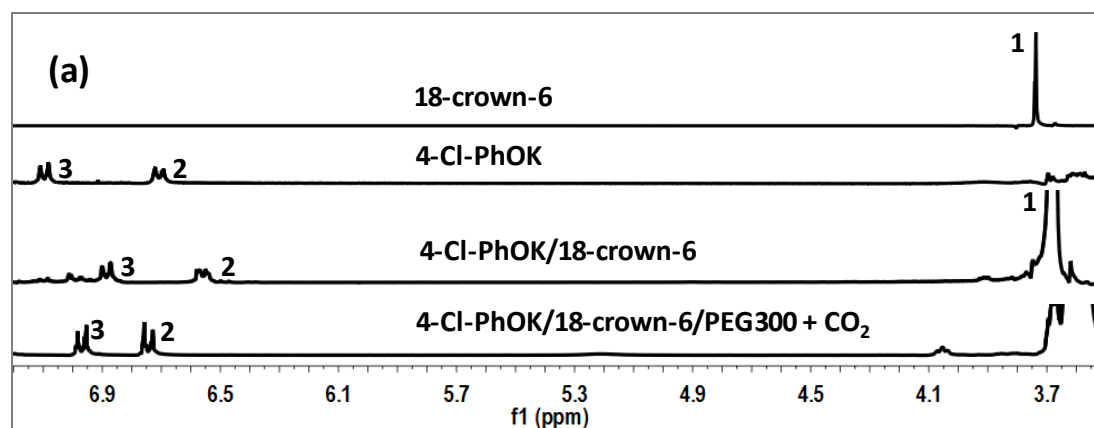 (a)
1
18-crown-6
4-Cl-PhOK
3 2
1
4-Cl-PhOK/18-crown-6
3 2
4-Cl-PhOK/18-crown-6/PEG300 + CO₂
3 2
6.9 6.5 6.1 5.7 5.3 4.9 4.5 4.1 3.7
f1 (ppm)